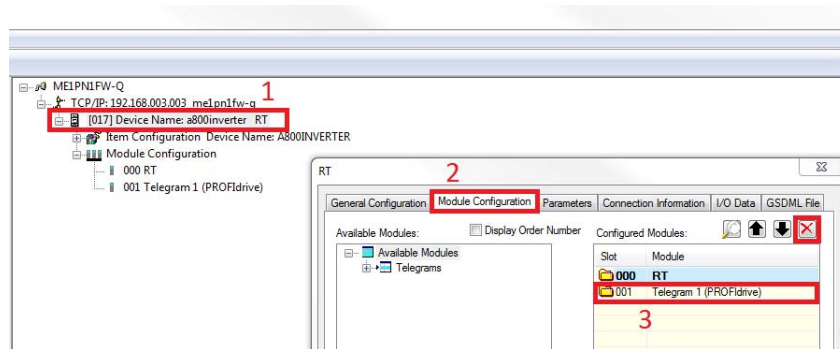 ME1PN1FW-Q
1
TCP/IP: 192.168.003.003 me1pn1fw-q
[017] Device Name: a800inverter RT
Item Configuration Device Name: A800INVERTER
Module Configuration
000 RT
001 Telegram 1 (PROFIdrive)
2
RT
General Configuration Module Configuration Parameters Connection Information I/O Data GSDML File
Available Modules: Display Order Number Configured Modules:
Available Modules
Telegrams
Slot Module
000 RT
001 Telegram 1 (PROFIdrive)
3